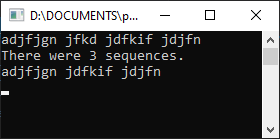 D:\DOCUMENTS\p...
adjfjgn jfkd jdfkif jdjfn
There were 3 sequences.
adjfjgn jdfkif jdjfn